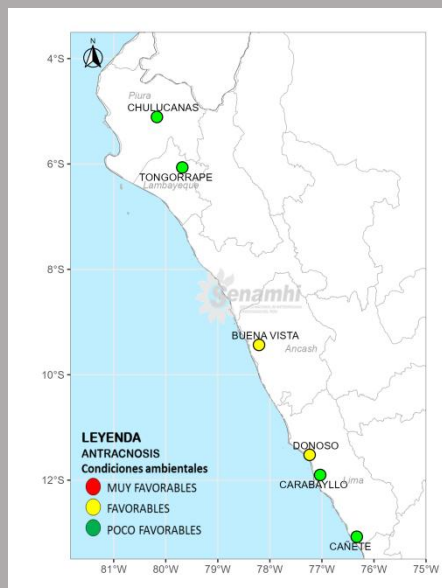 N
4°S
Piura
CHULUCANAS
6°S
TONGORRAPE
Lambayeque
8°S
Senamhi
BUENA VISTA
Ancash
10°S
LEYENDA
ANTRACNOSIS
Condiciones ambientales
MUY FAVORABLES
FAVORABLES
POCO FAVORABLES
DONOSO
12°S
CARABAYLLO
Lima
CAÑETE
81°W
80°W
79°W
78°W
77°W
76°W
75°W